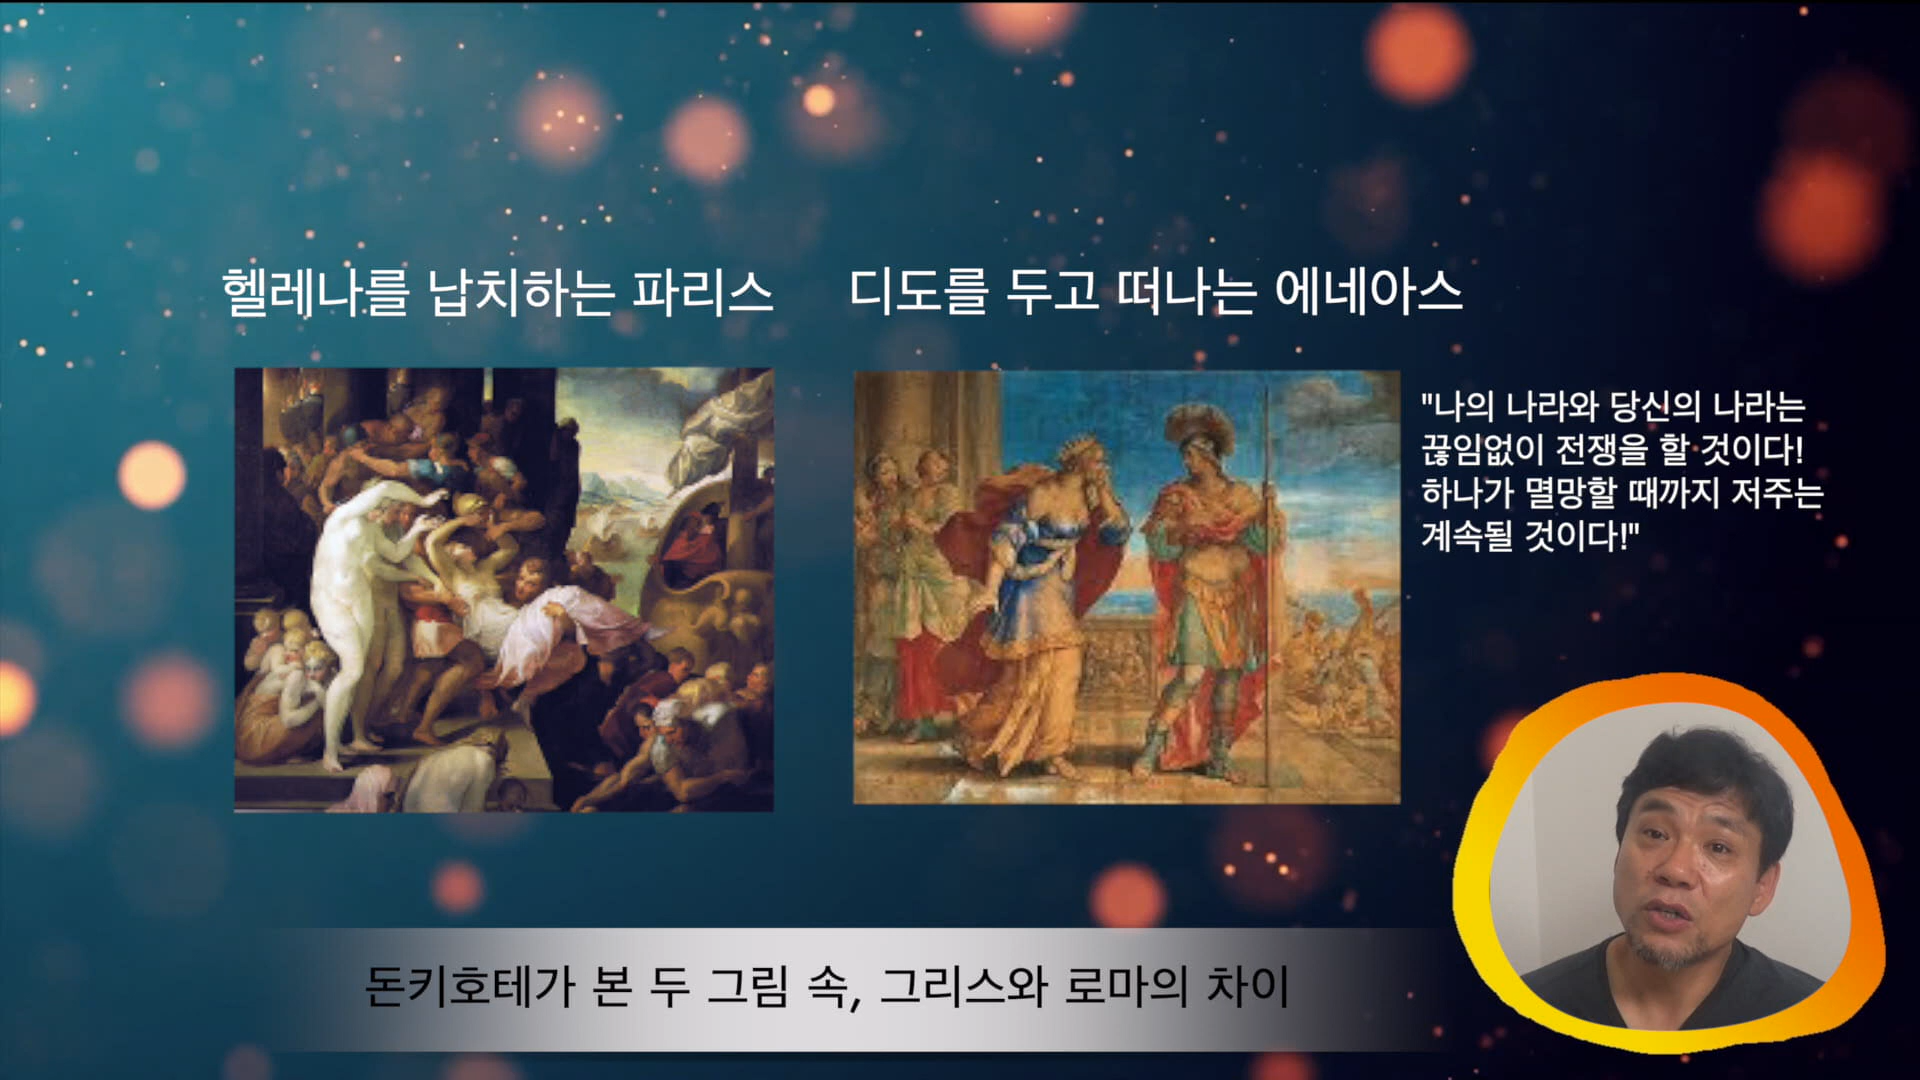 헬레나를 납치하는 파리스
디도를 두고 떠나는 에네아스
"나의 나라와 당신의 나라는
끊임없이 전쟁을 할 것이다!
하나가 멸망할 때까지 저주는
계속될 것이다!"
돈키호테가 본 두 그림 속, 그리스와 로마의 차이